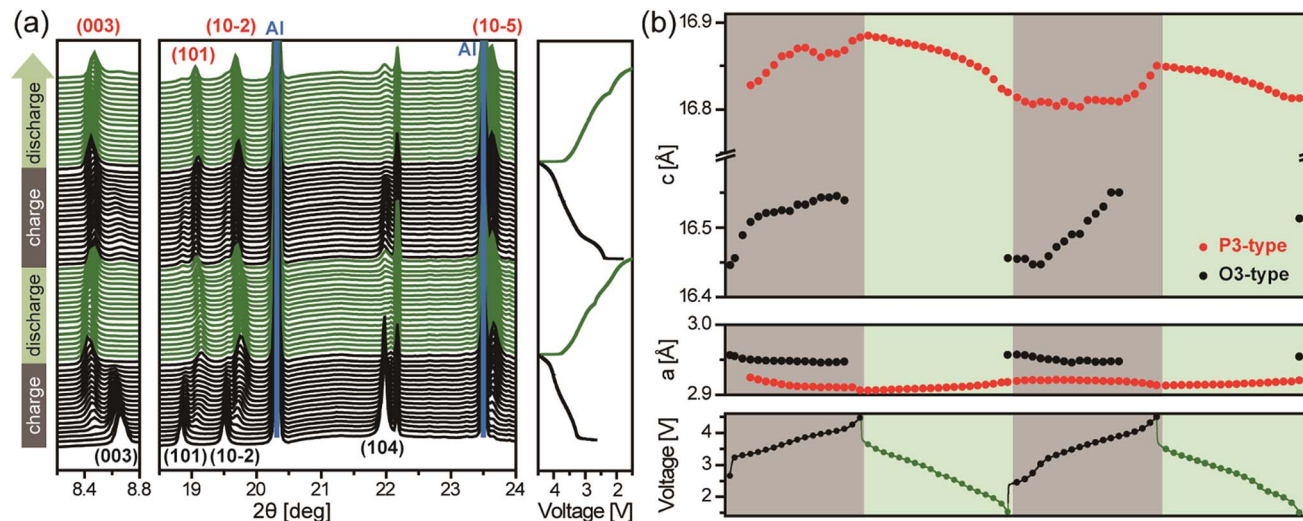 (a)
(003)
(10-2)
(101)
Al
Al
(10-5)
discharge
charge
discharge
charge
(003)
(101)
(10-2)
(104)
8.4
8.8
19
20
21
22
23
24
2θ [deg]
4
3
2
Voltage [V]
(b)
16.9
16.8
16.5
16.4
c [Å]
P3-type
O3-type
3.0
2.9
a [Å]
4
3
2
Voltage [V]